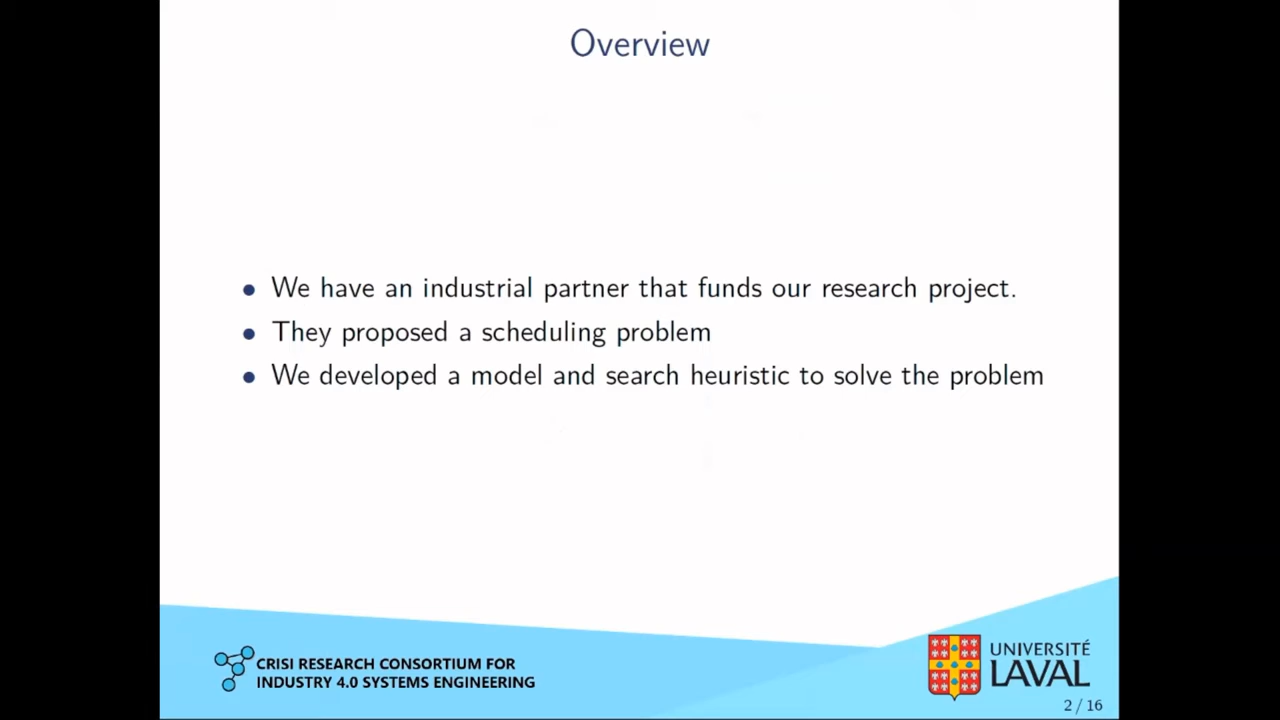 Overview
We have an industrial partner that funds our research project.
They proposed a scheduling problem
We developed a model and search heuristic to solve the problem
CRISI RESEARCH CONSORTIUM FOR
INDUSTRY 4.0 SYSTEMS ENGINEERING
UNIVERSITÉ
LAVAL
2 / 16